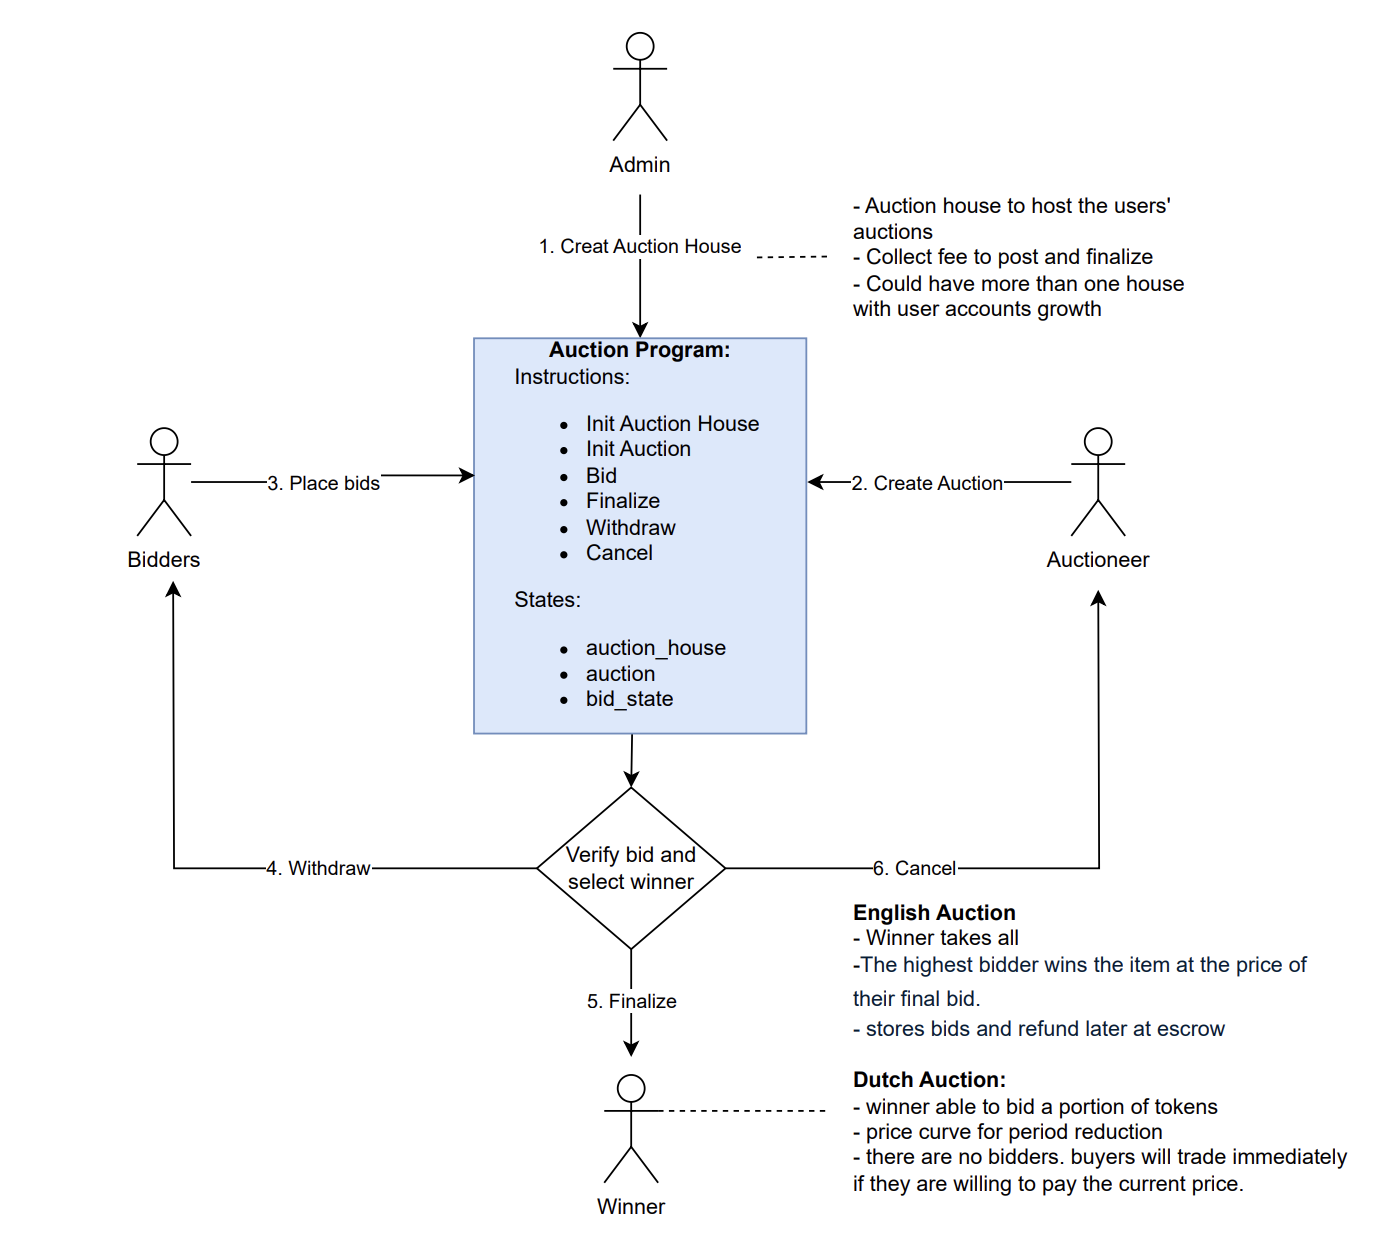 Admin
1. Creat Auction House
- Auction house to host the users'
auctions
- Collect fee to post and finalize
- Could have more than one house
with user accounts growth
Auction Program:
Instructions:
• Init Auction House
• Init Auction
• Bid
• Finalize
• Withdraw
• Cancel
States:
• auction_house
• auction
• bid_state
3. Place bids
Bidders
2. Create Auction
Auctioneer
Verify bid and
select winner
4. Withdraw
6. Cancel
5. Finalize
Winner
English Auction
- Winner takes all
-The highest bidder wins the item at the price of
their final bid.
- stores bids and refund later at escrow
Dutch Auction:
- winner able to bid a portion of tokens
- price curve for period reduction
- there are no bidders. buyers will trade immediately
if they are willing to pay the current price.